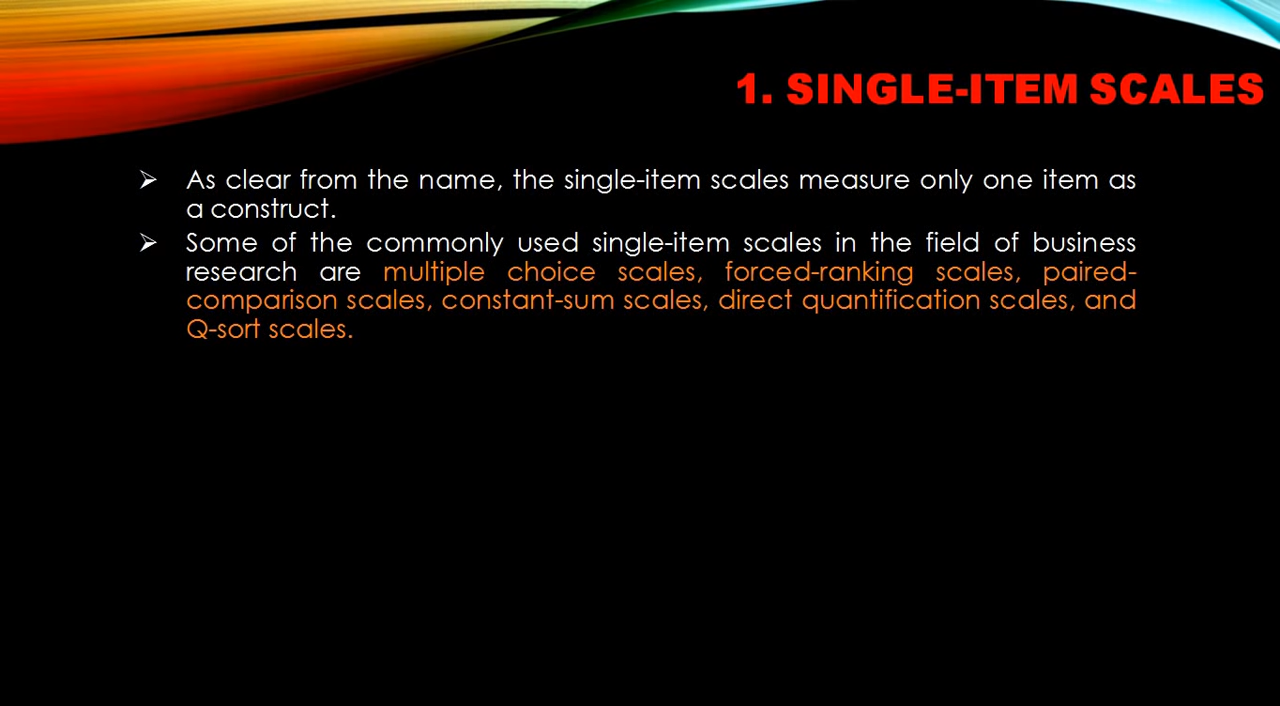 1. SINGLE-ITEM SCALES
➢ As clear from the name, the single-item scales measure only one item as
a construct.
➢ Some of the commonly used single-item scales in the field of business
research are multiple choice scales, forced-ranking scales, paired-
comparison scales, constant-sum scales, direct quantification scales, and
Q-sort scales.